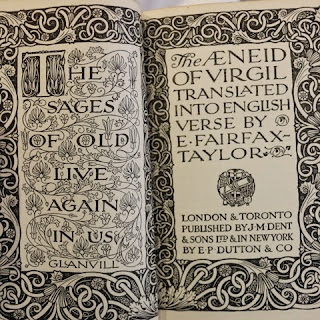 THE
SAGES
OF OLD
LIVE
AGAIN
IN US
GLANVILL
The ÆNEID
OF VIRGIL
TRANSLATED
INTO ENGLISH
VERSE BY
E·FAIRFAX-
TAYLOR
LONDON & TORONTO
PUBLISHED BY J·M·DENT
& SONS LTD & IN NEW YORK
BY E·P·DUTTON & CO